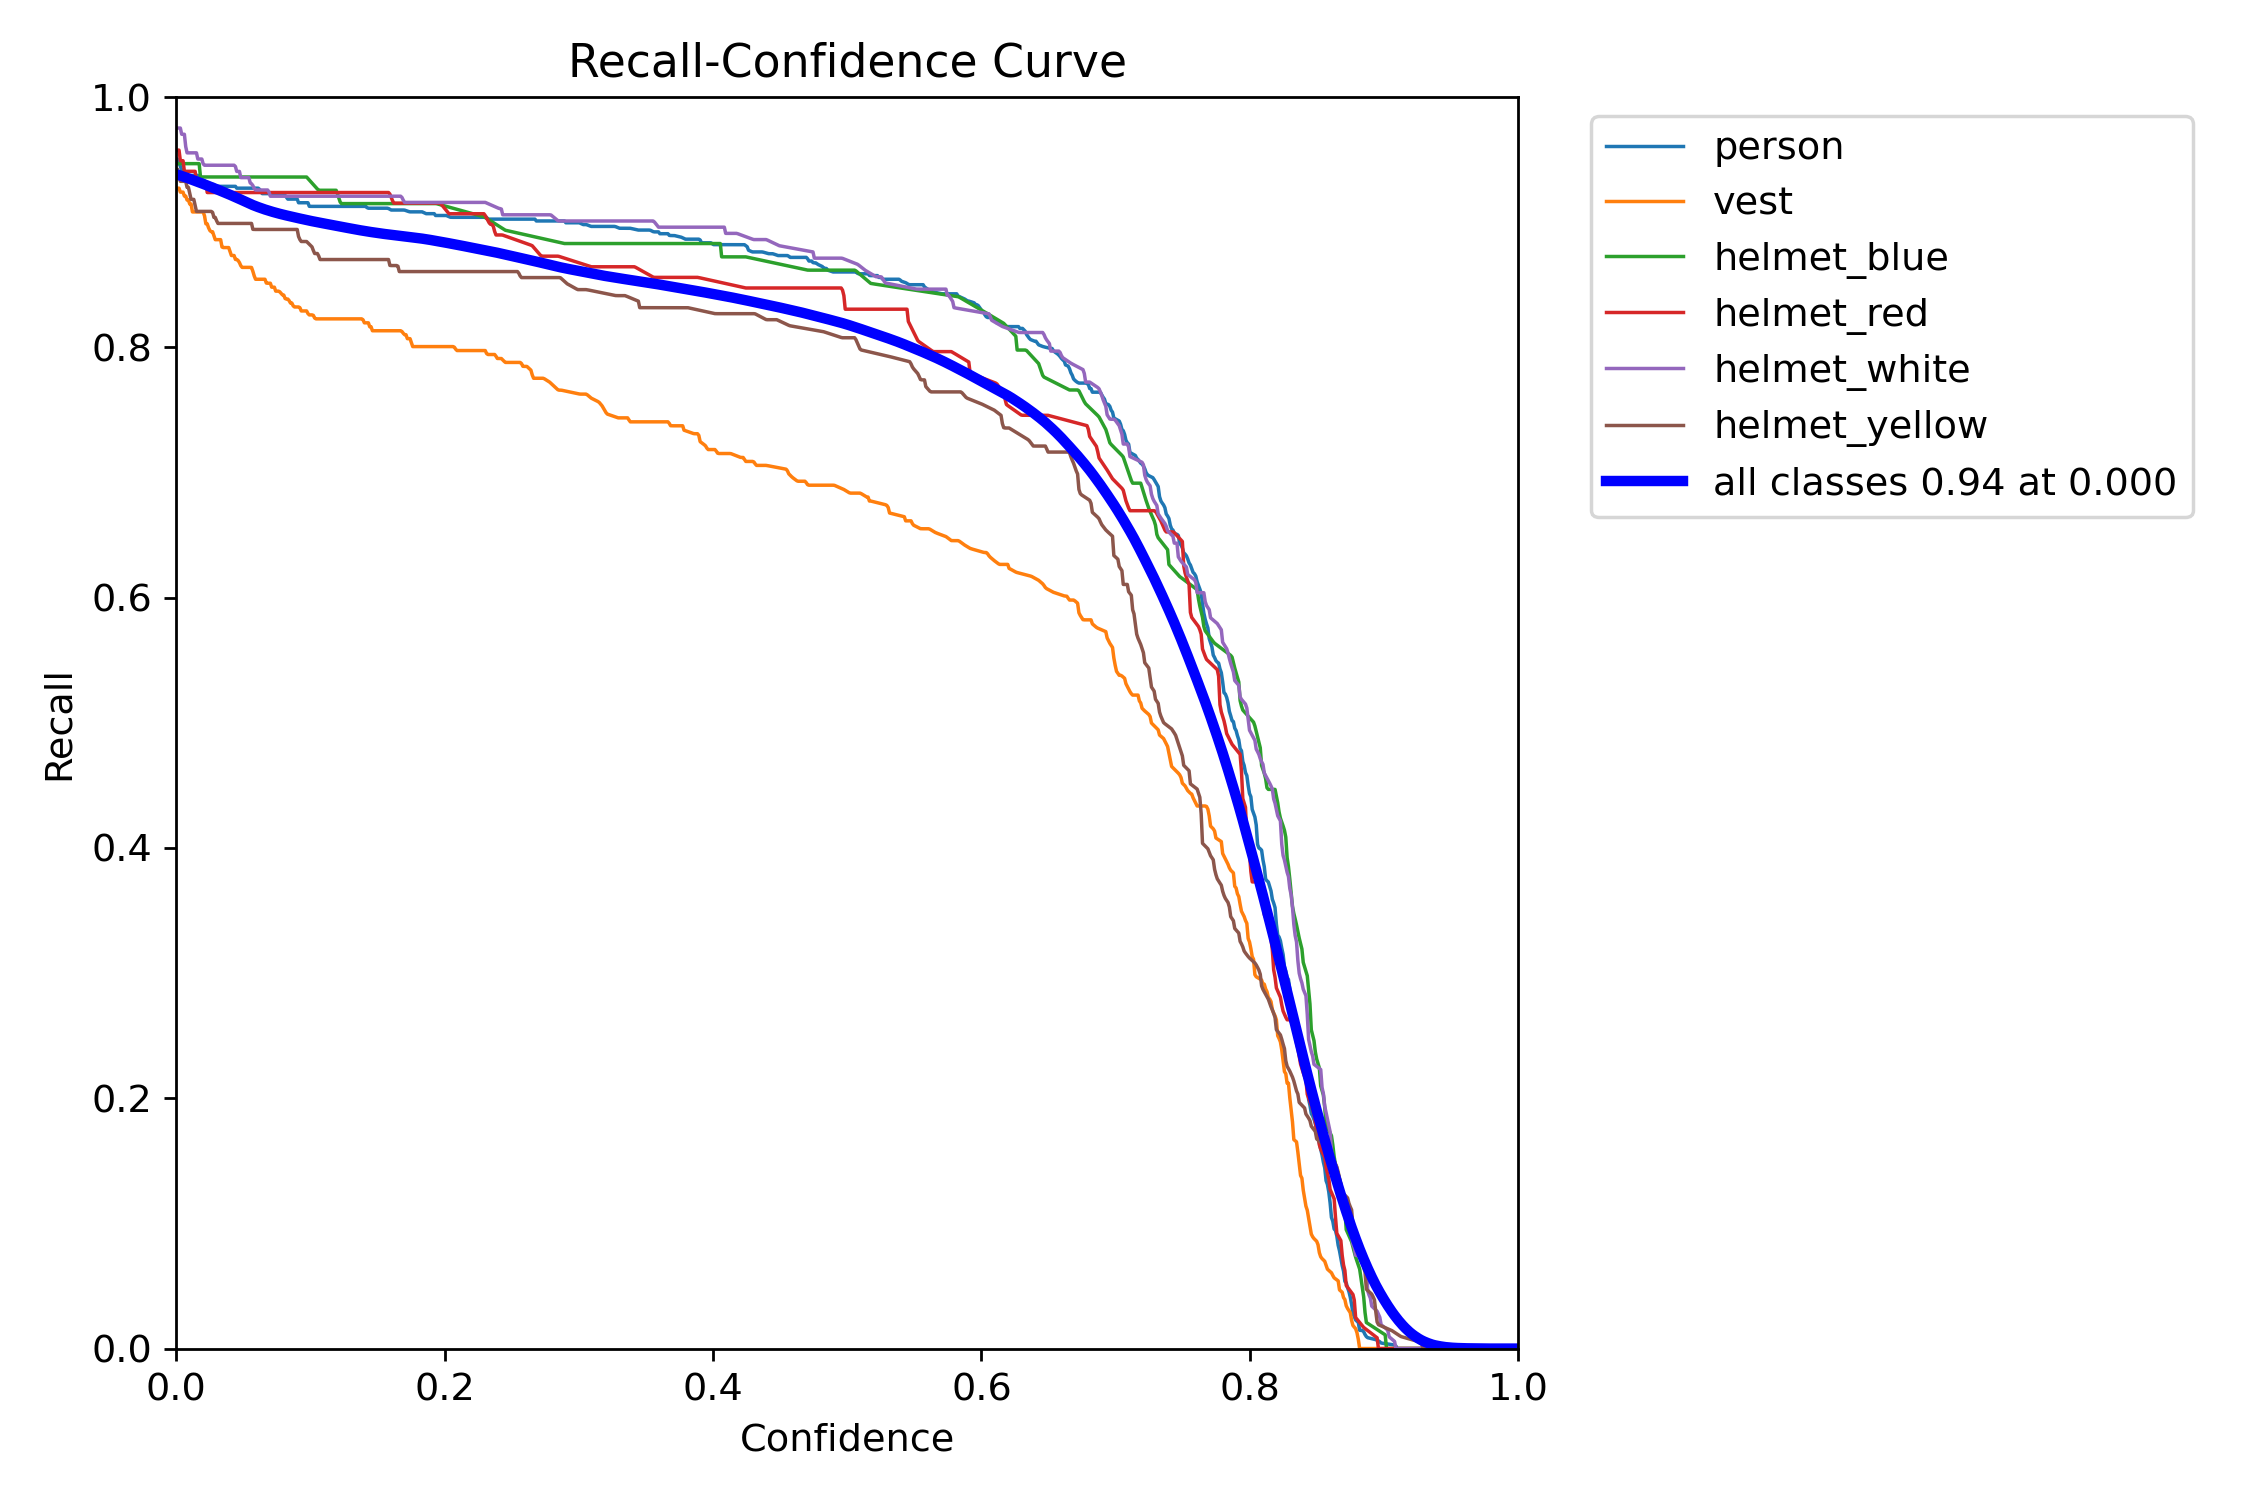 Recall-Confidence Curve
1.0
0.8
0.6
0.4
0.2
0.0
Recall
0.0 0.2 0.4 0.6 0.8 1.0
Confidence
person
vest
helmet_blue
helmet_red
helmet_white
helmet_yellow
all classes 0.94 at 0.000